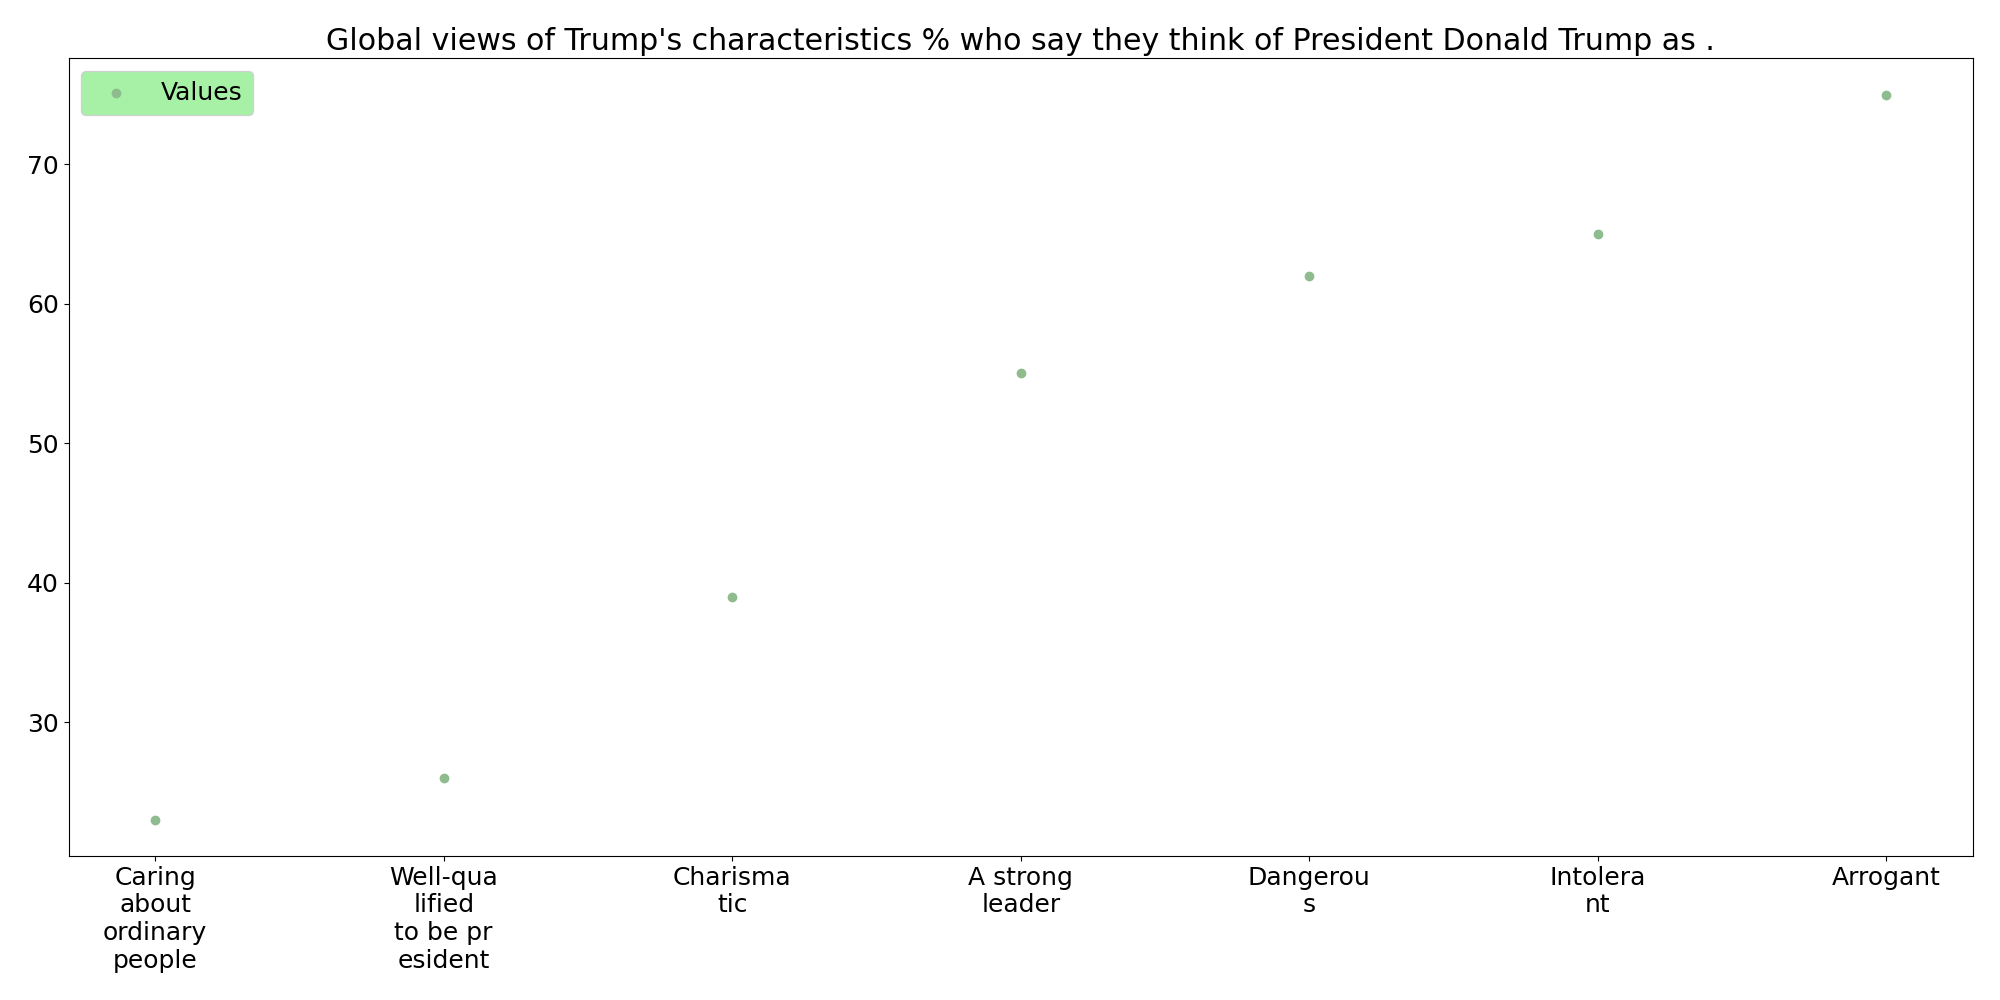 Global views of Trump's characteristics % who say they think of President Donald Trump as .
Values
70
60
50
40
30
Caring
about
ordinary
people
Well-qua
lified
to be pr
esident
Charisma
tic
A strong
leader
Dangerou
s
Intolera
nt
Arrogant